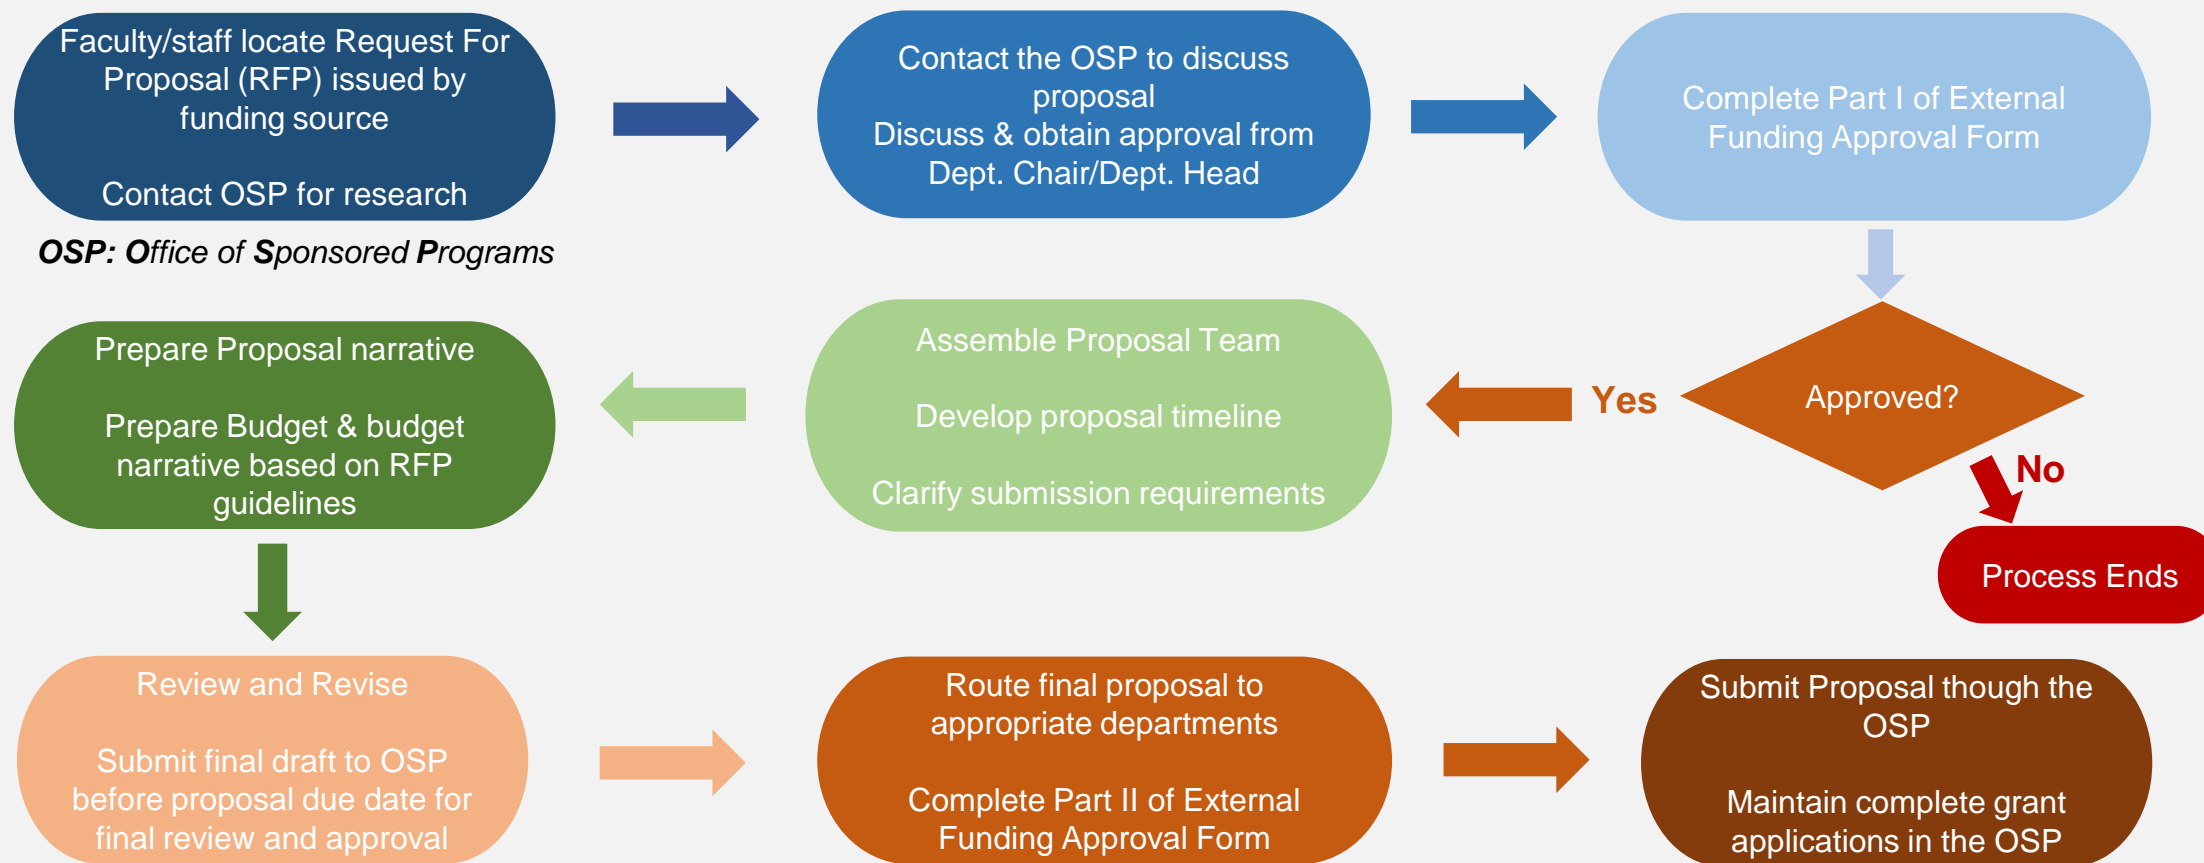 Faculty/staff locate Request For
Proposal (RFP) issued by
funding source
Contact OSP for research
OSP: Office of Sponsored Programs
Contact the OSP to discuss
proposal
Discuss & obtain approval from
Dept. Chair/Dept. Head
Complete Part I of External
Funding Approval Form
Approved?
Yes
No
Process Ends
Assemble Proposal Team
Develop proposal timeline
Clarify submission requirements
Prepare Proposal narrative
Prepare Budget & budget
narrative based on RFP
guidelines
Review and Revise
Submit final draft to OSP
before proposal due date for
final review and approval
Route final proposal to
appropriate departments
Complete Part II of External
Funding Approval Form
Submit Proposal though the
OSP
Maintain complete grant
applications in the OSP